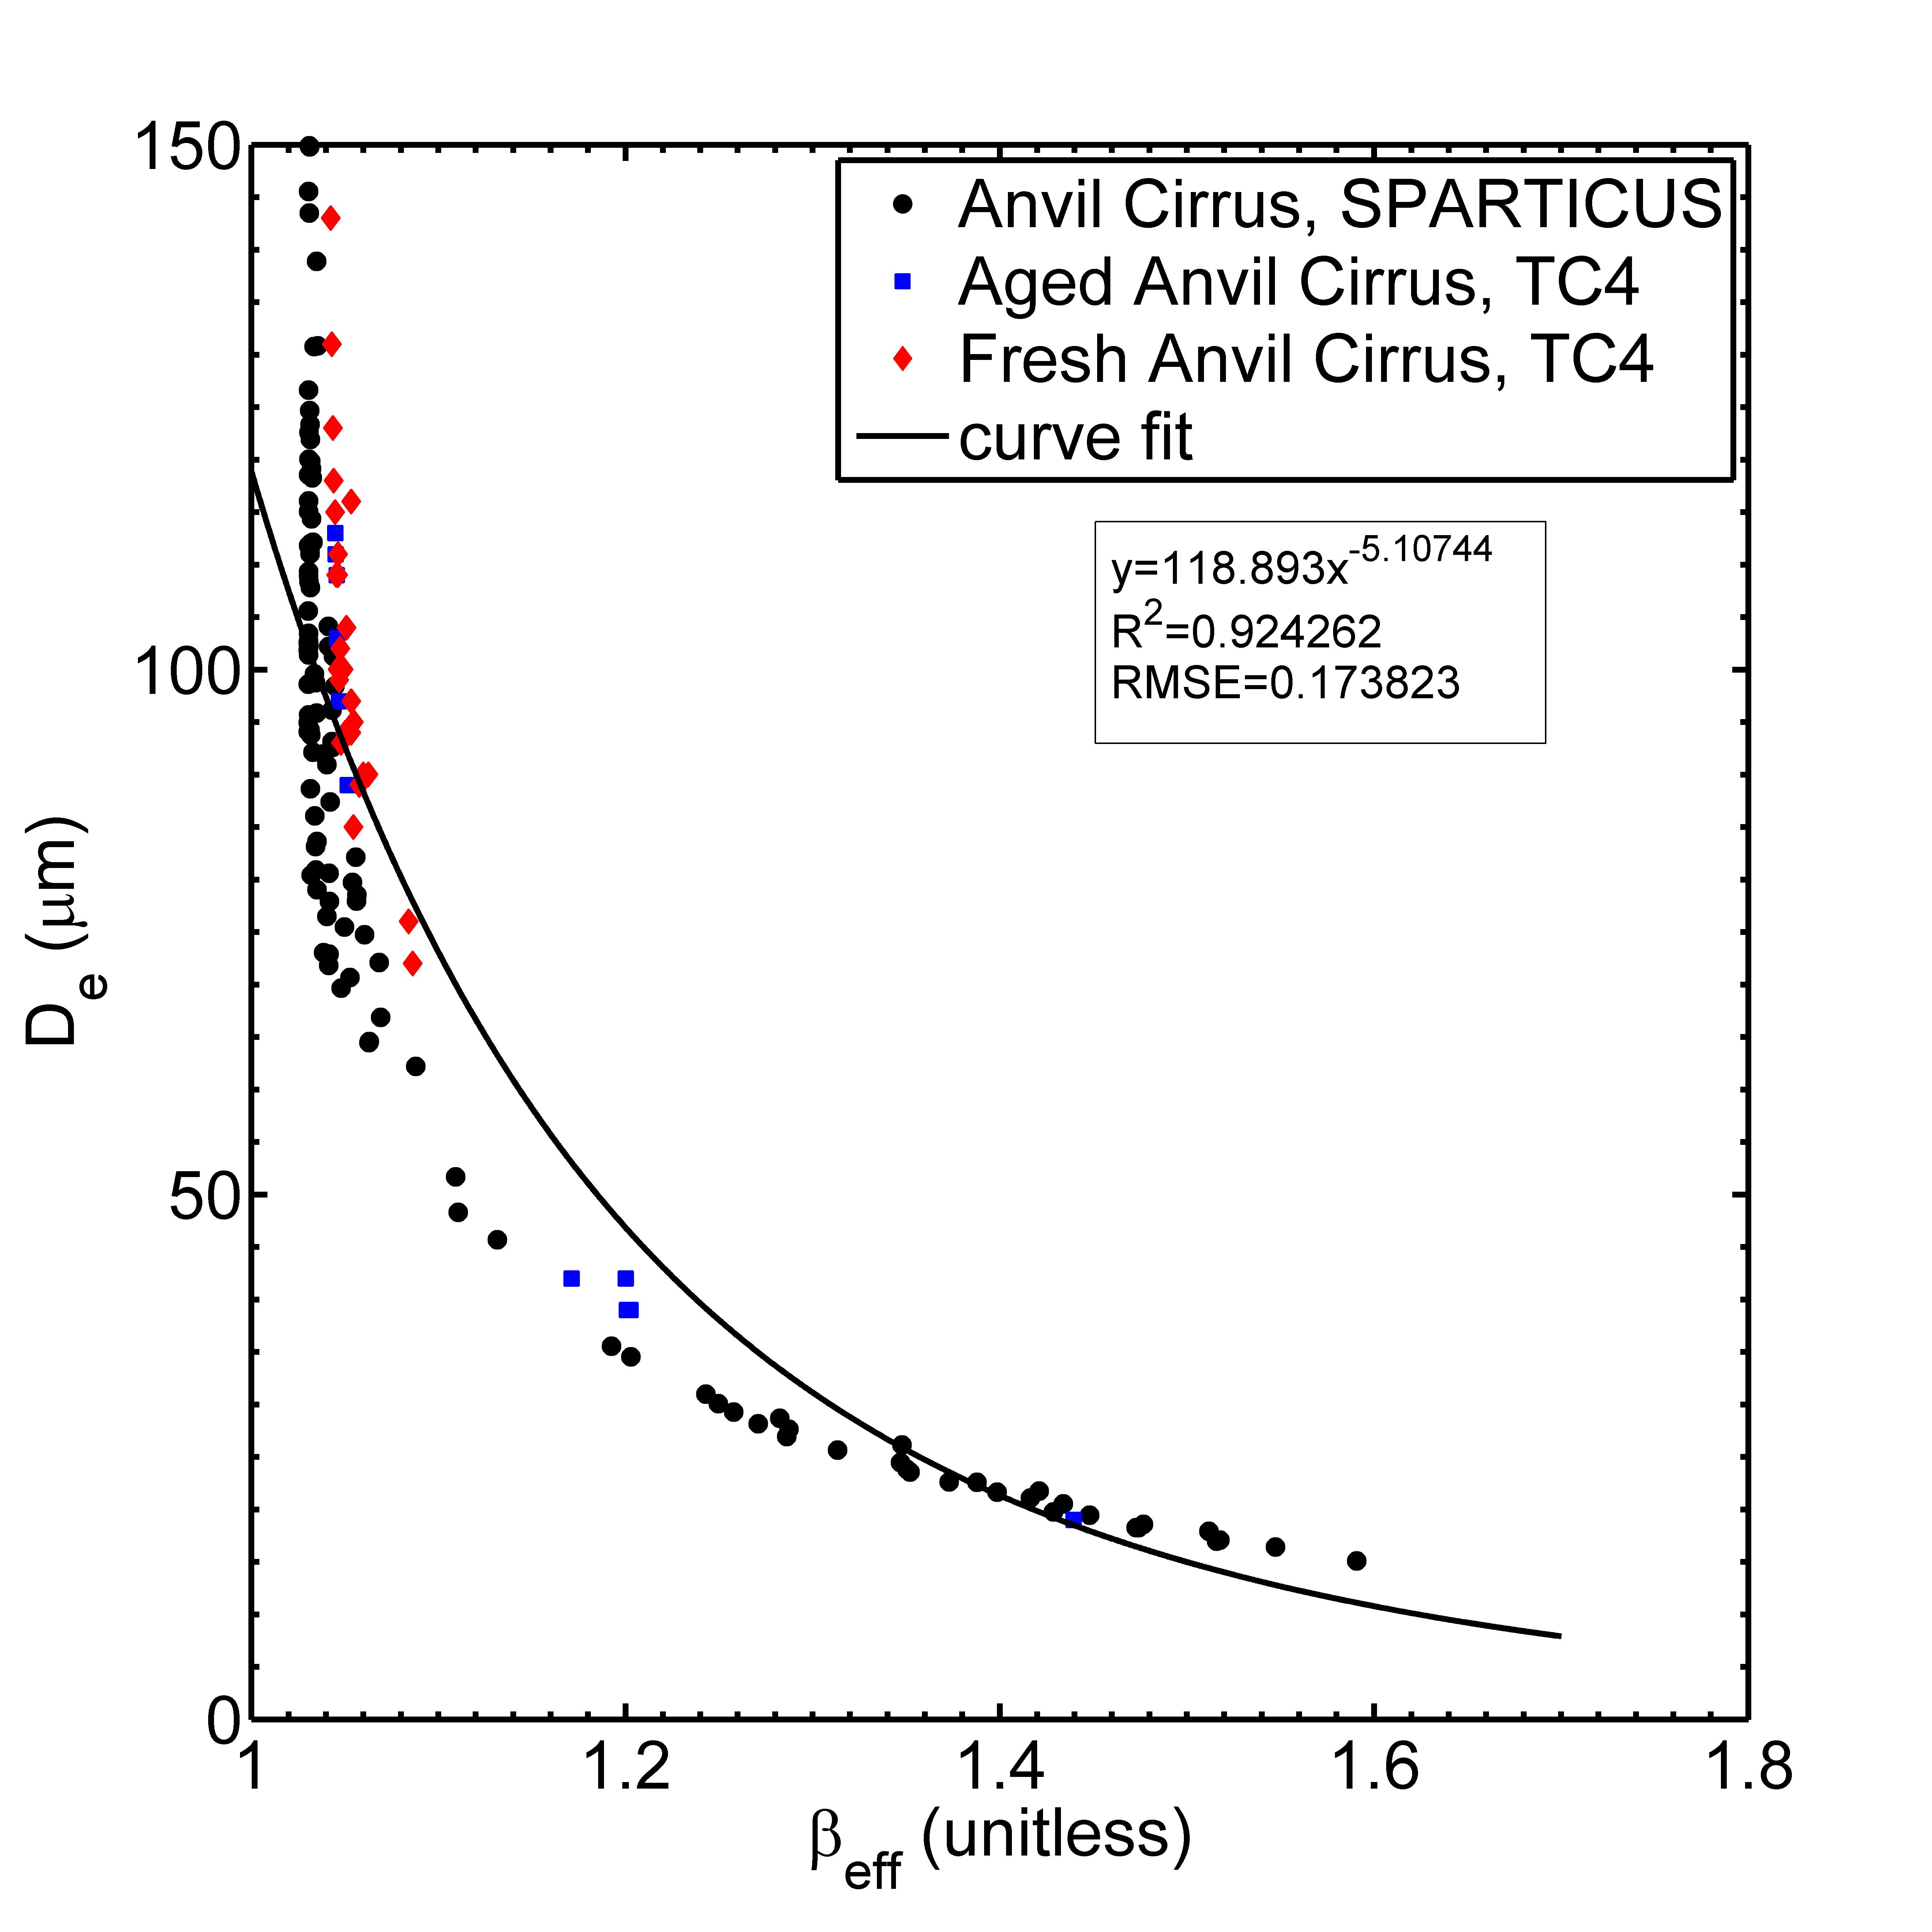 150
100
50
0
1
1.2
1.4
1.6
1.8
Dₑ (μm)
β_eff (unitless)
Anvil Cirrus, SPARTICUS
Aged Anvil Cirrus, TC4
Fresh Anvil Cirrus, TC4
curve fit
y=118.893x^-5.10744
R²=0.924262
RMSE=0.173823